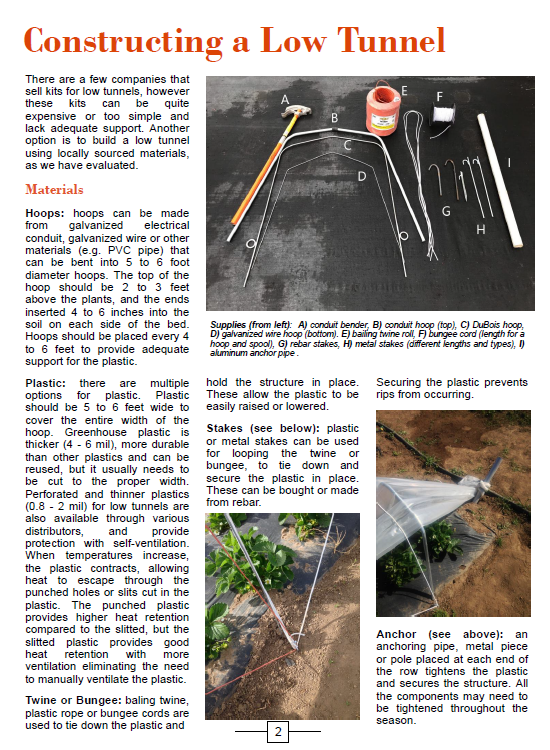 Constructing a Low Tunnel
There are a few companies that
sell kits for low tunnels, however
these kits can be quite
expensive or too simple and
lack adequate support. Another
option is to build a low tunnel
using locally sourced materials,
as we have evaluated.
Materials
Hoops: hoops can be made
from galvanized electrical
conduit, galvanized wire or other
materials (e.g. PVC pipe) that
can be bent into 5 to 6 foot
diameter hoops. The top of the
hoop should be 2 to 3 feet
above the plants, and the ends
inserted 4 to 6 inches into the
soil on each side of the bed.
Hoops should be placed every 4
to 6 feet to provide adequate
support for the plastic.
Plastic: there are multiple
options for plastic. Plastic
should be 5 to 6 feet wide to
cover the entire width of the
hoop. Greenhouse plastic is
thicker (4 - 6 mil), more durable
than other plastics and can be
reused, but it usually needs to
be cut to the proper width.
Perforated and thinner plastics
(0.8 - 2 mil) for low tunnels are
also available through various
distributors, and provide
protection with self-ventilation.
When temperatures increase,
the plastic contracts, allowing
heat to escape through the
punched holes or slits cut in the
plastic. The punched plastic
provides higher heat retention
compared to the slitted, but the
slitted plastic provides good
heat retention with more
ventilation eliminating the need
to manually ventilate the plastic.
Twine or Bungee: baling twine,
plastic rope or bungee cords are
used to tie down the plastic and
A
B
C
D
E
F
G
H
I
Supplies (from left): A) conduit bender, B) conduit hoop (top), C) DuBois hoop,
D) galvanized wire hoop (bottom). E) bailing twine roll, F) bungee cord (length for a
hoop and spool), G) rebar stakes, H) metal stakes (different lengths and types), I)
aluminum anchor pipe .
hold the structure in place.
These allow the plastic to be
easily raised or lowered.
Stakes (see below): plastic
or metal stakes can be used
for looping the twine or
bungee, to tie down and
secure the plastic in place.
These can be bought or made
from rebar.
Securing the plastic prevents
rips from occurring.
Anchor (see above): an
anchoring pipe, metal piece
or pole placed at each end of
the row tightens the plastic
and secures the structure. All
the components may need to
be tightened throughout the
season.
2